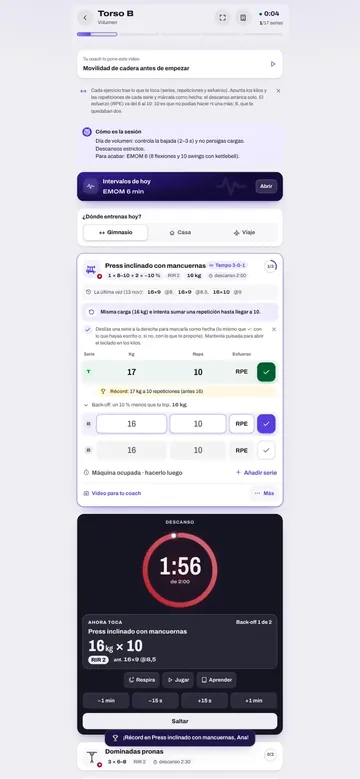 Torso B
Volumen
0:04
1/17 series
Tu coach te pone este vídeo
Movilidad de cadera antes de empezar
Cada ejercicio trae lo que te toca (series, repeticiones y esfuerzo). Apunta los kilos y las repeticiones de cada serie y márcala como hecha; el descanso arranca solo. El esfuerzo (RPE) va del 6 al 10: 10 es que no podías hacer ni una más; 8, que te quedaban dos.
Cómo es la sesión
Día de volumen: controla la bajada (2–3 s) y no persigas cargas.
Descansos estrictos.
Para acabar: EMOM 6 (8 flexiones y 10 swings con kettlebell).
Intervalos de hoy
EMOM 6 min
Abrir
¿Dónde entrenas hoy?
Gimnasio
Casa
Viaje
Press inclinado con mancuernas
Tempo 3-0-1
1/3
1 × 8–10 + 2 × −10 %
RIR 2
16 kg
descanso 2:00
La última vez (13 nov): 16×9 @8, 16×9 @8,5, 16×10 @9
Misma carga (16 kg) e intenta sumar una repetición hasta llegar a 10.
Desliza una serie a la derecha para marcarla como hecha (lo mismo que ✓: con lo que hayas escrito o, si no, con lo que te propone). Mantenla pulsada para abrir el teclado en los kilos.
Serie
Kg
Reps
Esfuerzo
T
17
10
RPE
Récord: 17 kg a 10 repeticiones (antes 16)
Back-off: un 10 % menos que tu top, 16 kg.
B
16
10
RPE
B
16
10
RPE
Máquina ocupada · hacerlo luego
Añadir serie
Vídeo para tu coach
Más
DESCANSO
1:56
de 2:00
AHORA TOCA
Back-off 1 de 2
Press inclinado con mancuernas
16kg × 10
RIR 2
ant. 16×9 @8,5
Respira
Jugar
Aprender
−1 min
−15 s
+15 s
+1 min
Saltar
¡Récord en Press inclinado con mancuernas, Ana!
Dominadas pronas
3 × 6–8
RIR 2
descanso 2:30
0/3